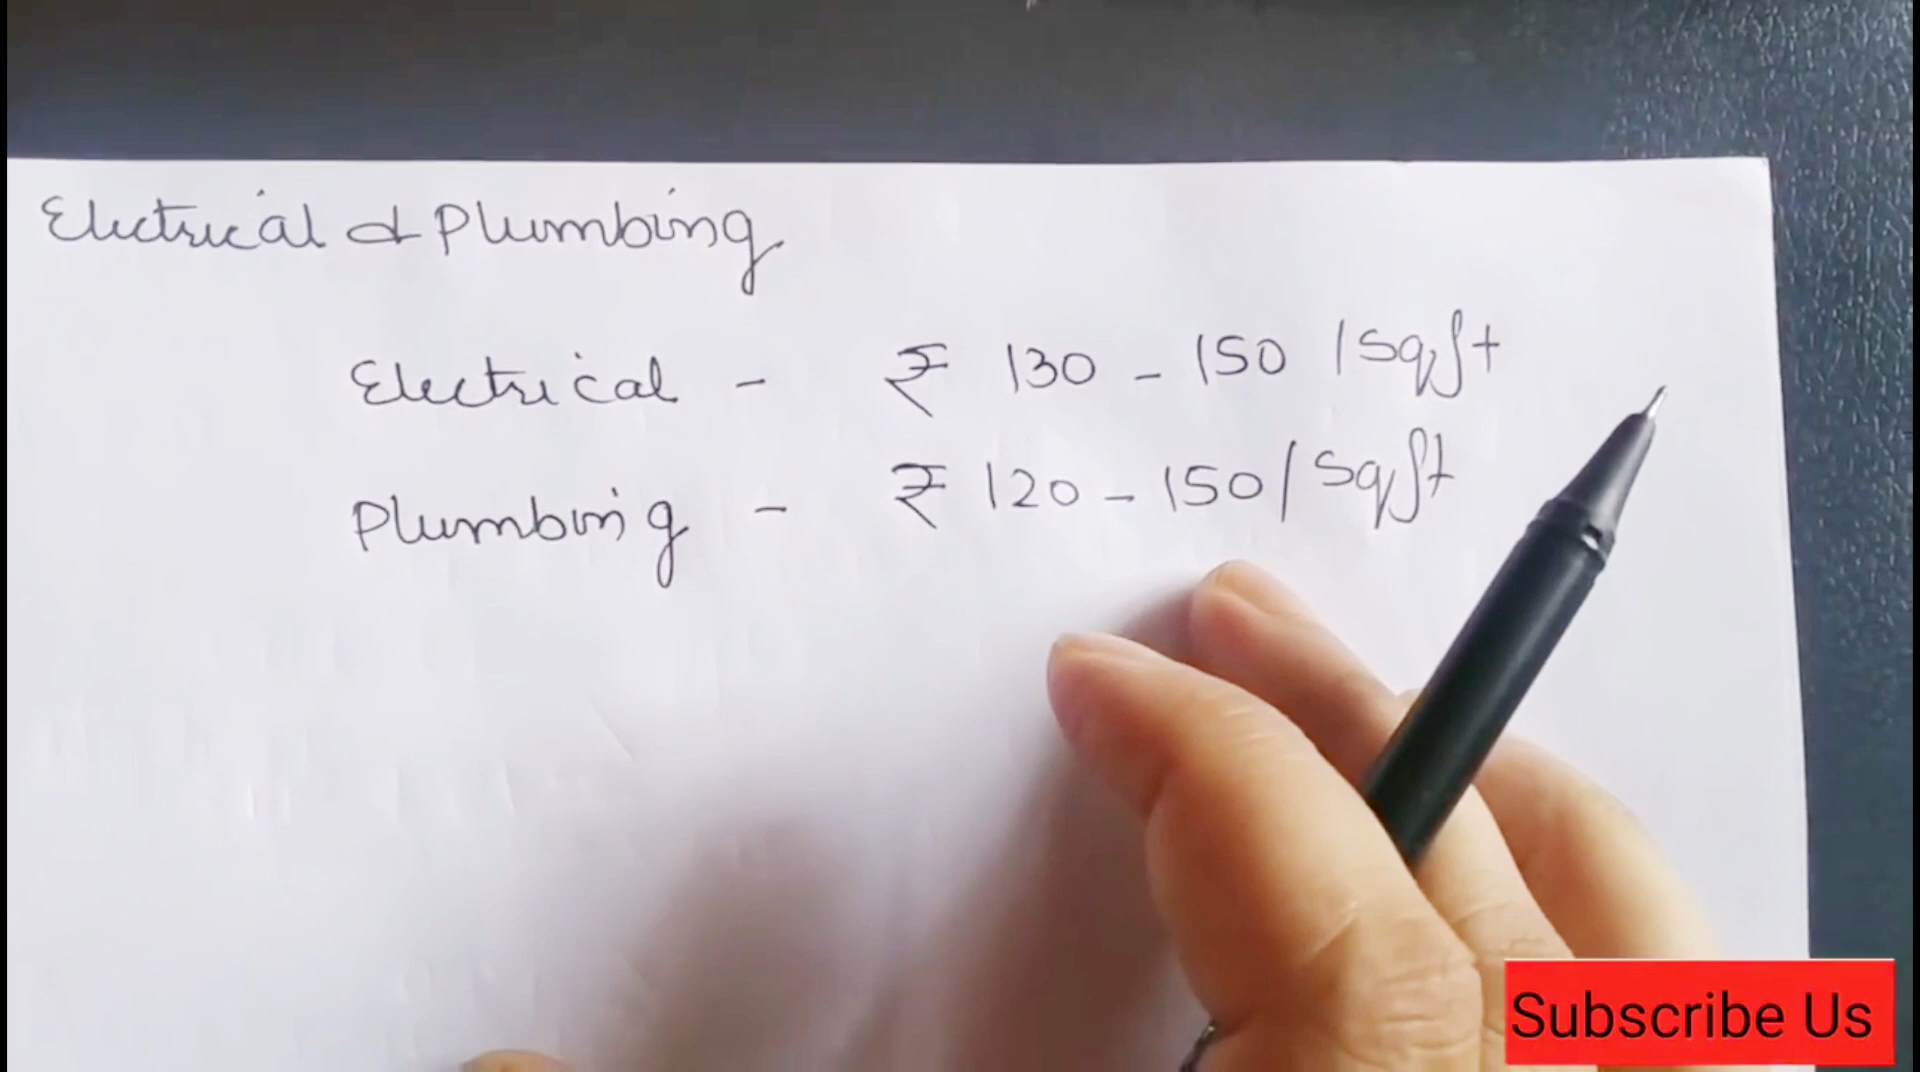 Electrical & Plumbing
Electrical - ₹ 130 - 150 / Sqft
Plumbing - ₹ 120 - 150 / Sqft
Subscribe Us